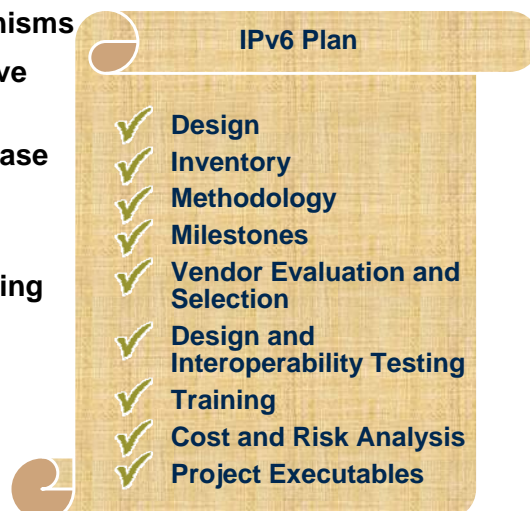 nisms
ve
ase
ing
IPv6 Plan
Design
Inventory
Methodology
Milestones
Vendor Evaluation and
Selection
Design and
Interoperability Testing
Training
Cost and Risk Analysis
Project Executables